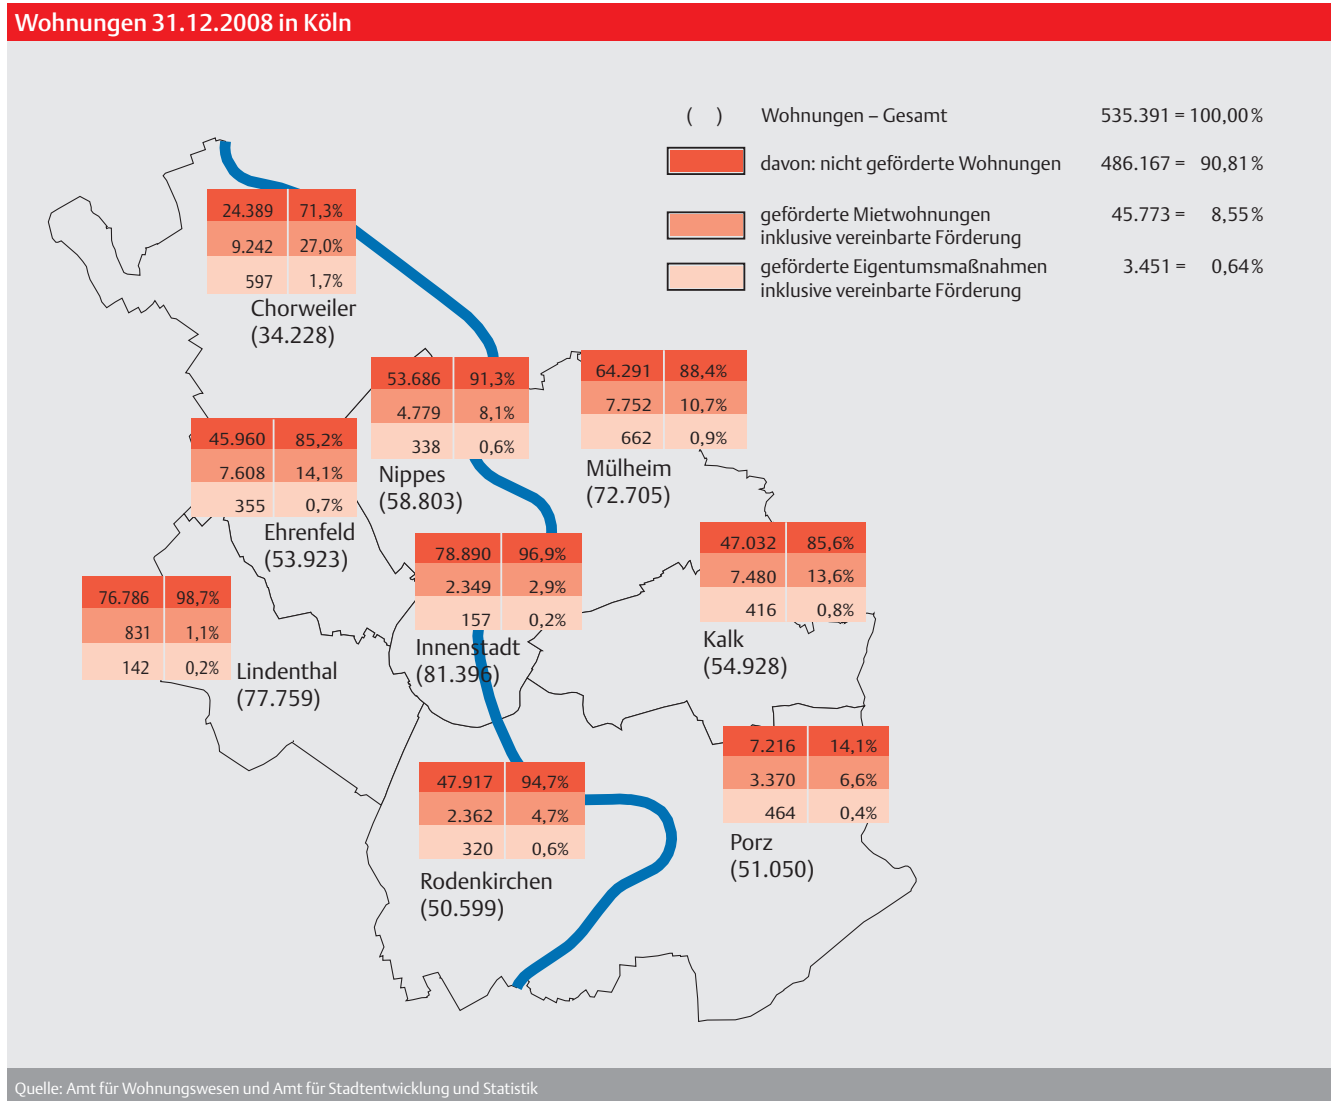 Wohnungen 31.12.2008 in Köln
( ) Wohnungen – Gesamt 535.391 = 100,00 %
davon: nicht geförderte Wohnungen 486.167 = 90,81 %
geförderte Mietwohnungen 45.773 = 8,55 %
inklusive vereinbarte Förderung
geförderte Eigentumsmaßnahmen 3.451 = 0,64 %
inklusive vereinbarte Förderung
24.389 71,3%
9.242 27,0%
597 1,7%
Chorweiler
(34.228)
53.686 91,3%
4.779 8,1%
338 0,6%
Nippes
(58.803)
64.291 88,4%
7.752 10,7%
662 0,9%
Mülheim
(72.705)
45.960 85,2%
7.608 14,1%
355 0,7%
Ehrenfeld
(53.923)
78.890 96,9%
2.349 2,9%
157 0,2%
Innenstadt
(81.396)
47.032 85,6%
7.480 13,6%
416 0,8%
Kalk
(54.928)
76.786 98,7%
831 1,1%
142 0,2%
Lindenthal
(77.759)
7.216 14,1%
3.370 6,6%
464 0,4%
Porz
(51.050)
47.917 94,7%
2.362 4,7%
320 0,6%
Rodenkirchen
(50.599)
Quelle: Amt für Wohnungswesen und Amt für Stadtentwicklung und Statistik